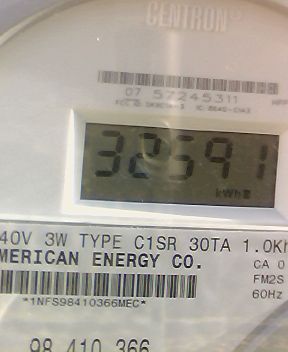 CENTRON®
07 57245311
32591
kWh
40V 3W TYPE C1SR 30TA 1.0Kh
MERICAN ENERGY CO.
CA 0
FM2S
*1NFS98410366MEC*
60Hz
98 410 366